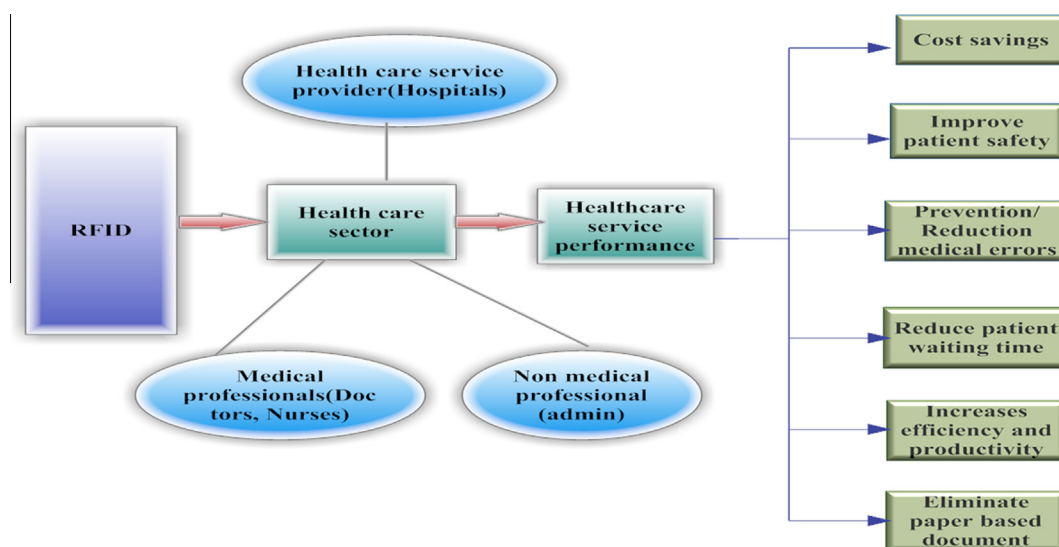 Health care service
provider(Hospitals)
RFID
Health care
sector
Healthcare
service
performance
Medical
professionals(Doc
tors, Nurses)
Non medical
professional
(admin)
Cost savings
Improve
patient safety
Prevention/
Reduction
medical errors
Reduce patient
waiting time
Increases
efficiency and
productivity
Eliminate
paper based
document